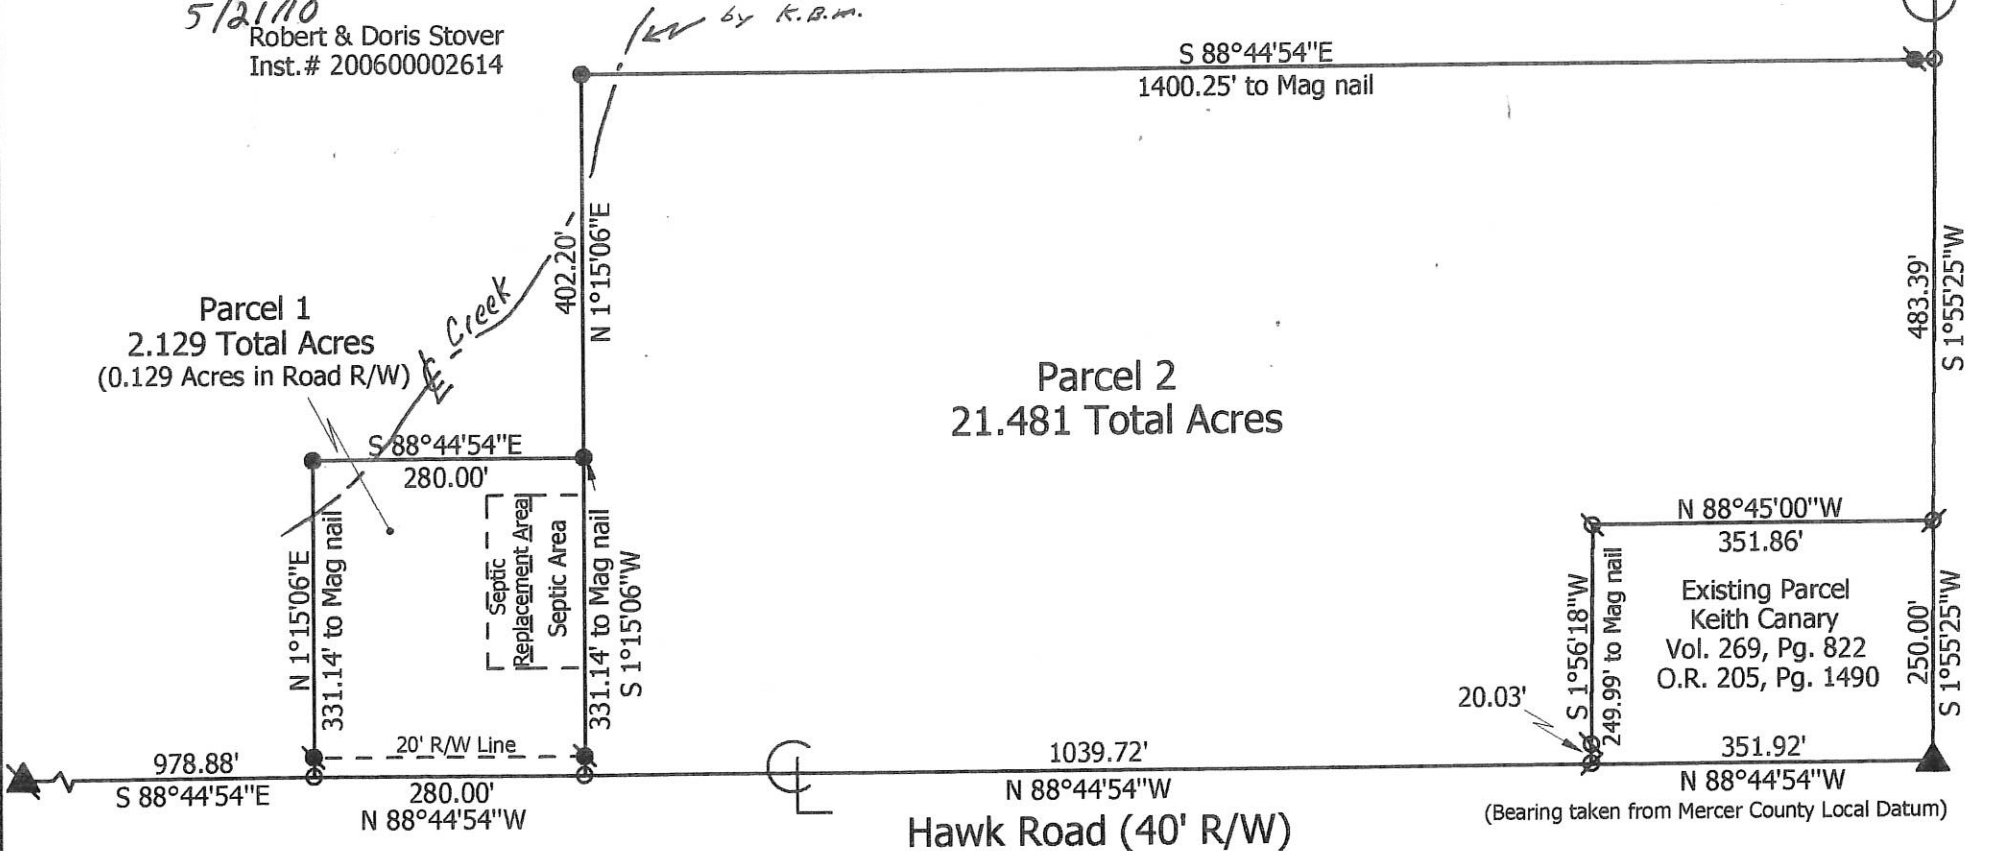 5/21/10
by K.B.M.
Robert & Doris Stover
Inst.# 200600002614
S 88°44'54"E
1400.25' to Mag nail
402.20'
N 1°15'06"E
483.39'
S 1°55'25"W
Creek
Parcel 1
2.129 Total Acres
(0.129 Acres in Road R/W)
Parcel 2
21.481 Total Acres
S 88°44'54"E
280.00'
N 1°15'06"E
331.14' to Mag nail
Septic
Replacement Area
Septic Area
331.14' to Mag nail
S 1°15'06"W
N 88°45'00"W
351.86'
Existing Parcel
Keith Canary
Vol. 269, Pg. 822
O.R. 205, Pg. 1490
S 1°56'18"W
249.99' to Mag nail
250.00'
S 1°55'25"W
20.03'
20' R/W Line
978.88'
S 88°44'54"E
280.00'
N 88°44'54"W
CL
1039.72'
N 88°44'54"W
351.92'
N 88°44'54"W
(Bearing taken from Mercer County Local Datum)
Hawk Road (40' R/W)